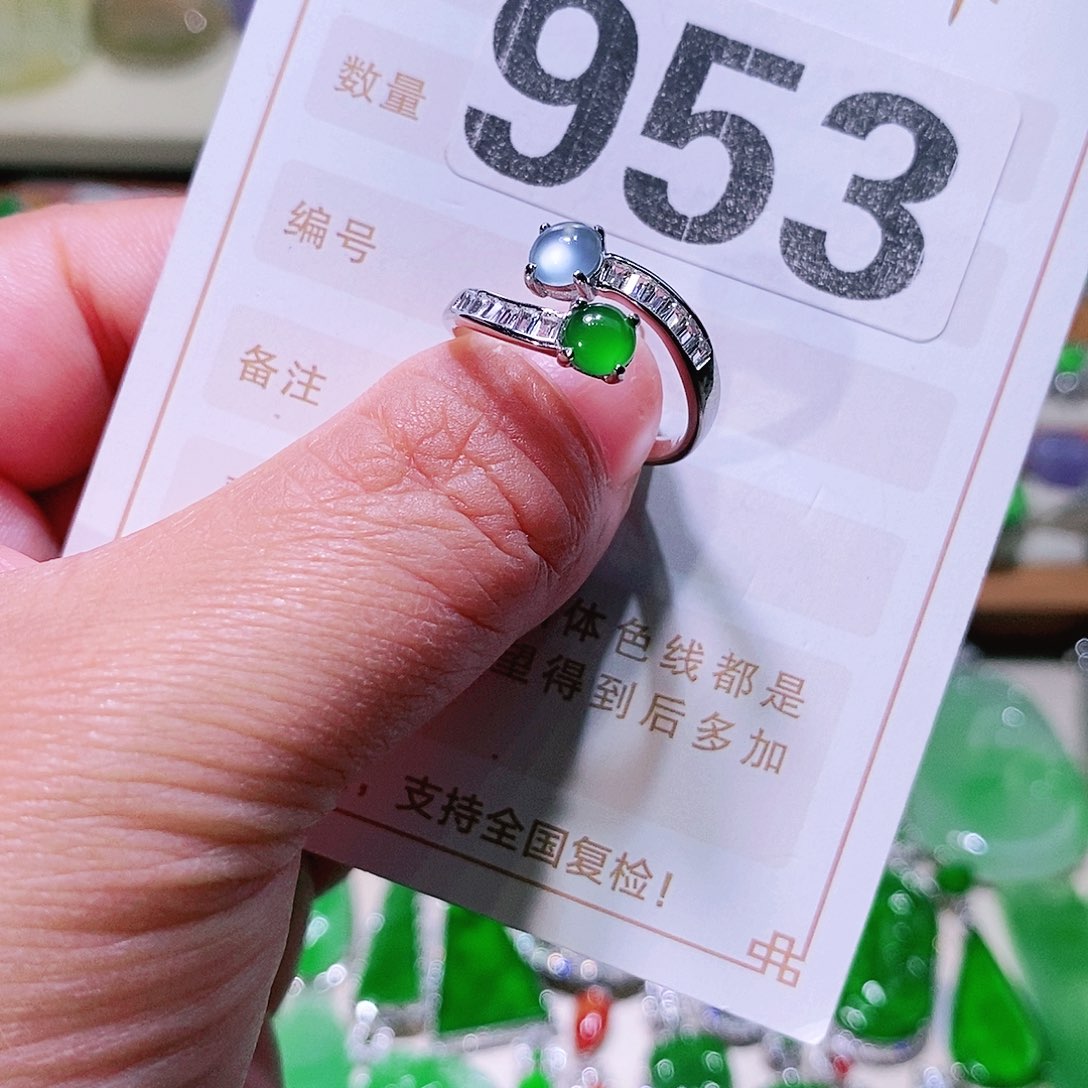 953
数量
编号
备注
体色线都是
望得到后多加
，支持全国复检！